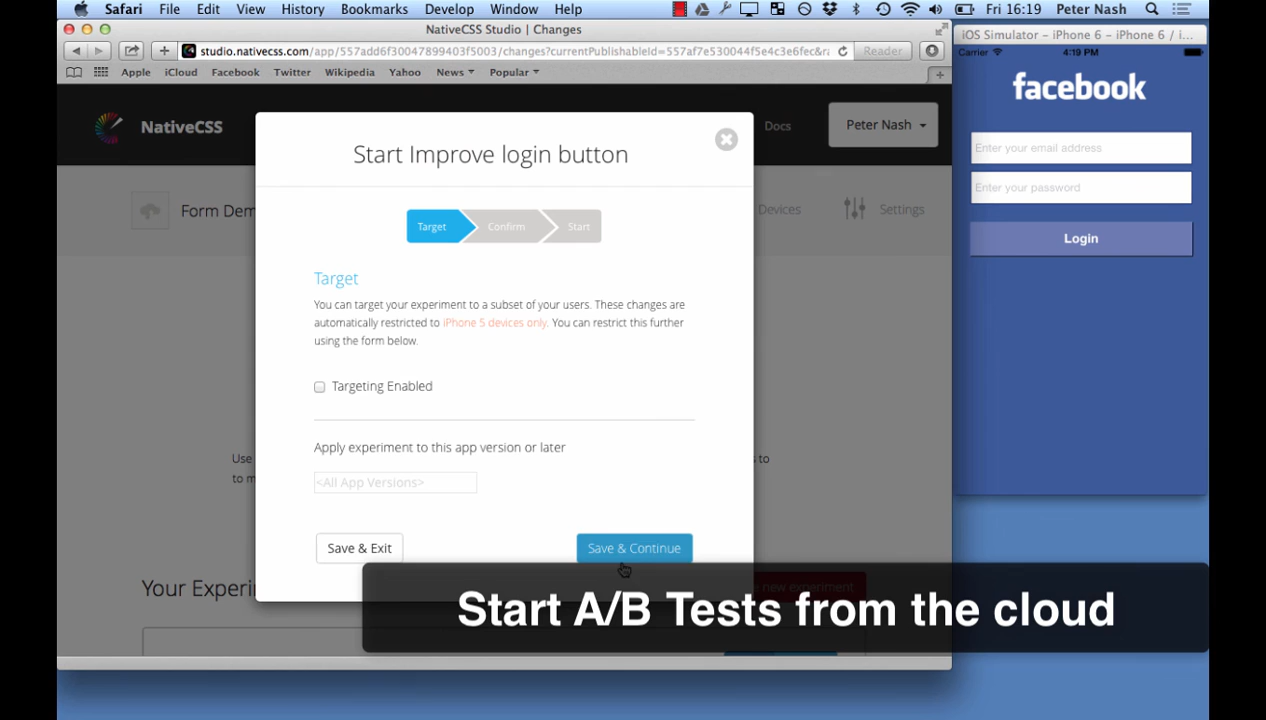 Safari File Edit View History Bookmarks Develop Window Help Fri 16:19 Peter Nash
NativeCSS Studio | Changes
studio.nativecss.com/app/557add6f30047899403f5003/changes?currentPublishableId=557af7e530044f5e4c3e6fec&r Reader
Apple iCloud Facebook Twitter Wikipedia Yahoo News Popular
NativeCSS Docs Peter Nash
Form Dem Devices Settings
Start Improve login button
Target Confirm Start
Target
You can target your experiment to a subset of your users. These changes are
automatically restricted to iPhone 5 devices only. You can restrict this further
using the form below.
Targeting Enabled
Apply experiment to this app version or later
<All App Versions>
Use s to
to m
Save & Exit Save & Continue
Your Experi new experiment
Start A/B Tests from the cloud
iOS Simulator – iPhone 6 – iPhone 6 / i...
Carrier 4:19 PM
facebook
Enter your email address
Enter your password
Login